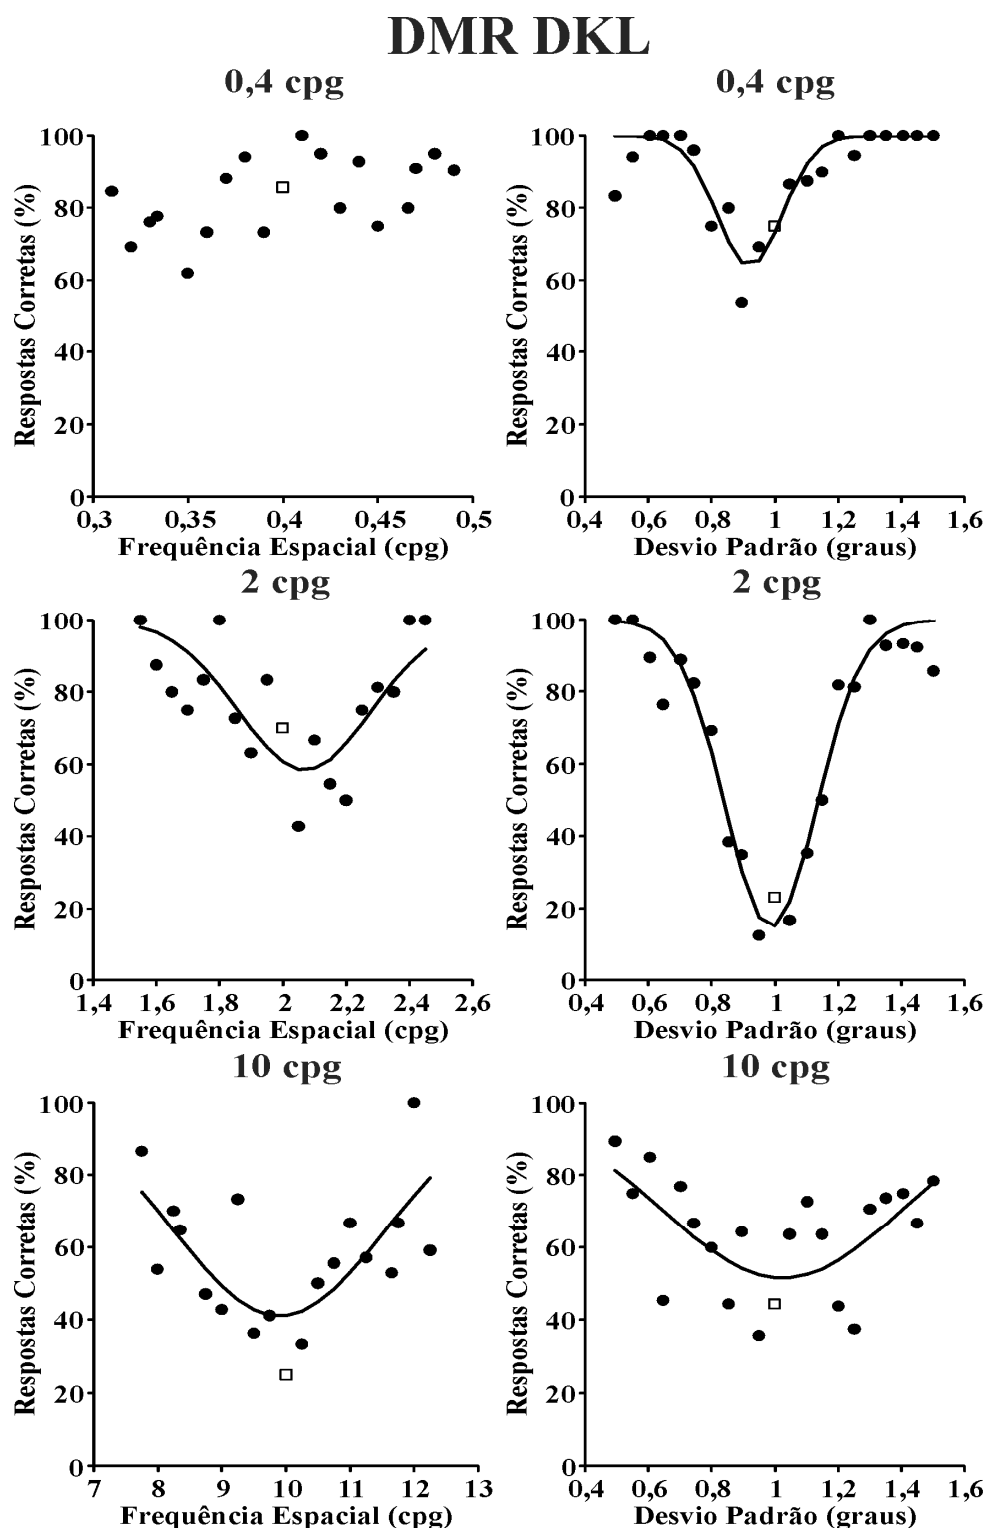 DMR DKL
0,4 cpg
100
80
60
40
20
0
Respostas Corretas (%)
0,3 0,35 0,4 0,45 0,5
Frequência Espacial (cpg)
0,4 cpg
100
80
60
40
20
0
Respostas Corretas (%)
0,4 0,6 0,8 1 1,2 1,4 1,6
Desvio Padrão (graus)
2 cpg
100
80
60
40
20
0
Respostas Corretas (%)
1,4 1,6 1,8 2 2,2 2,4 2,6
Frequência Espacial (cpg)
2 cpg
100
80
60
40
20
0
Respostas Corretas (%)
0,4 0,6 0,8 1 1,2 1,4 1,6
Desvio Padrão (graus)
10 cpg
100
80
60
40
20
0
Respostas Corretas (%)
7 8 9 10 11 12 13
Frequência Espacial (cpg)
10 cpg
100
80
60
40
20
0
Respostas Corretas (%)
0,4 0,6 0,8 1 1,2 1,4 1,6
Desvio Padrão (graus)